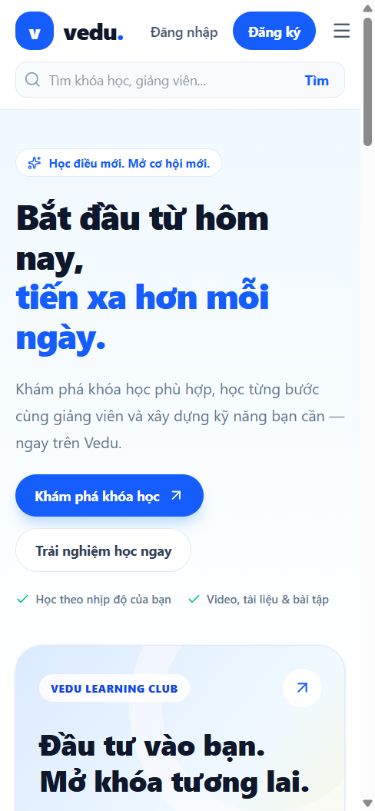 v vedu. Đăng nhập Đăng ký
Tìm khóa học, giảng viên... Tìm
Học điều mới. Mở cơ hội mới.
Bắt đầu từ hôm
nay,
tiến xa hơn mỗi
ngày.
Khám phá khóa học phù hợp, học từng bước
cùng giảng viên và xây dựng kỹ năng bạn cần —
ngay trên Vedu.
Khám phá khóa học
Trải nghiệm học ngay
Học theo nhịp độ của bạn Video, tài liệu & bài tập
VEDU LEARNING CLUB
Đầu tư vào bạn.
Mở khóa tương lai.